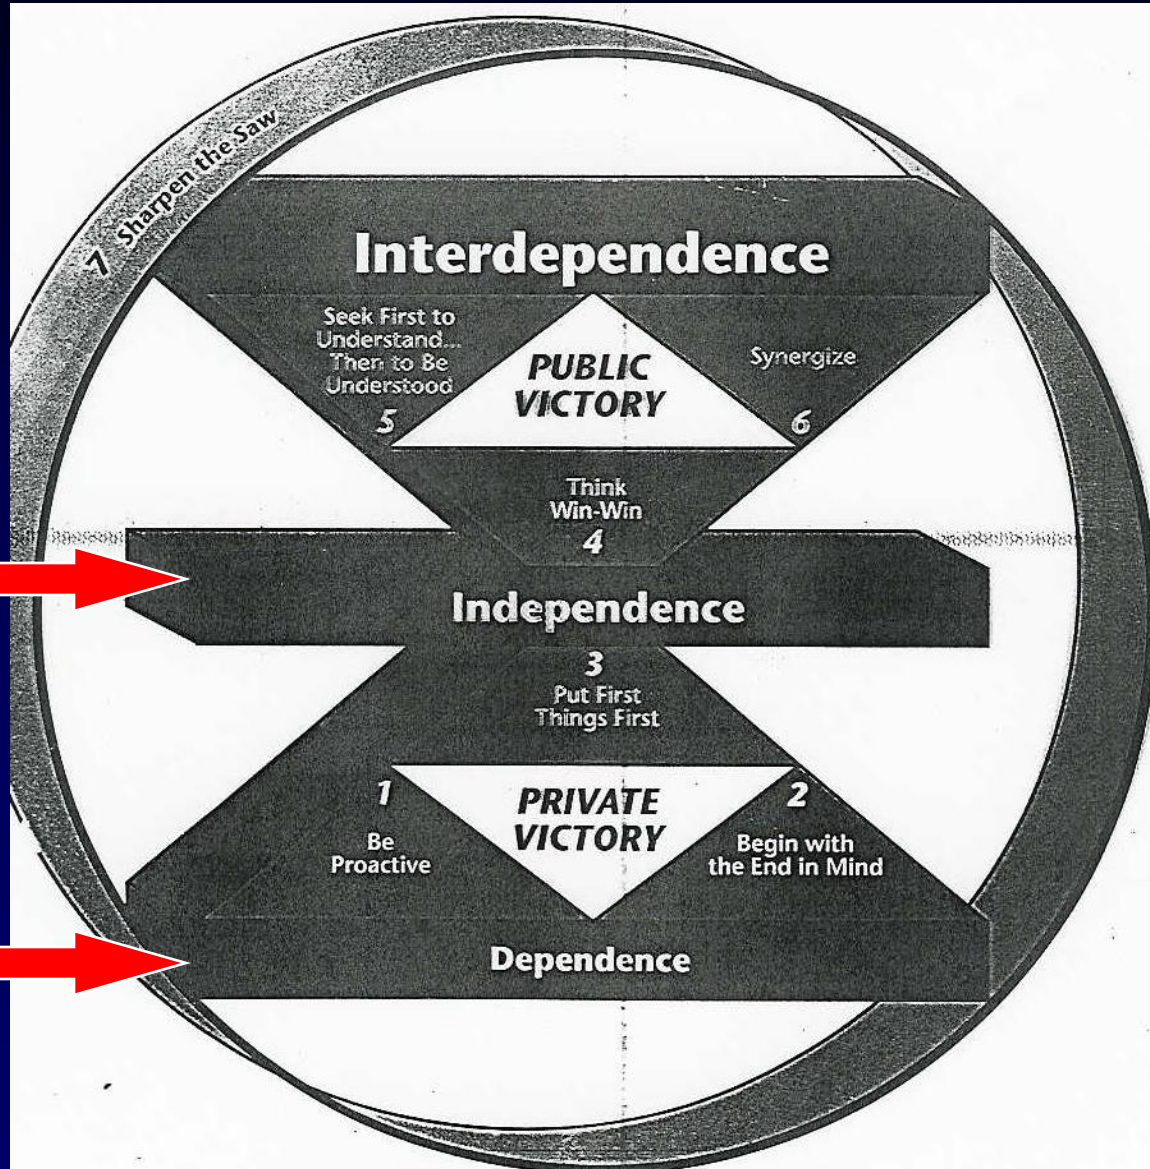 7 Sharpen the Saw
Interdependence
Seek First to
Understand...
Then to Be
Understood
5
PUBLIC
VICTORY
Synergize
6
Think
Win-Win
4
Independence
3
Put First
Things First
1
Be
Proactive
PRIVATE
VICTORY
2
Begin with
the End in Mind
Dependence